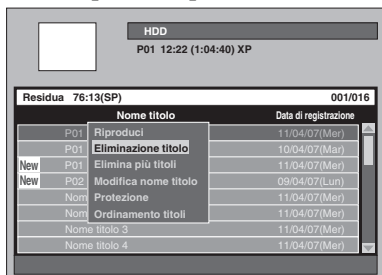 HDD
P01 12:22 (1:04:40) XP
Residua 76:13(SP) 001/016
Nome titolo Data di registrazione
P01 Riproduci 11/04/07(Mer)
P01 Eliminazione titolo 10/04/07(Mar)
New P01 Elimina più titoli 11/04/07(Mer)
New P02 Modifica nome titolo 09/04/07(Lun)
Nom Protezione 11/04/07(Mer)
Nom Ordinamento titoli 11/04/07(Mer)
Nome titolo 3 11/04/07(Mer)
Nome titolo 4 11/04/07(Mer)